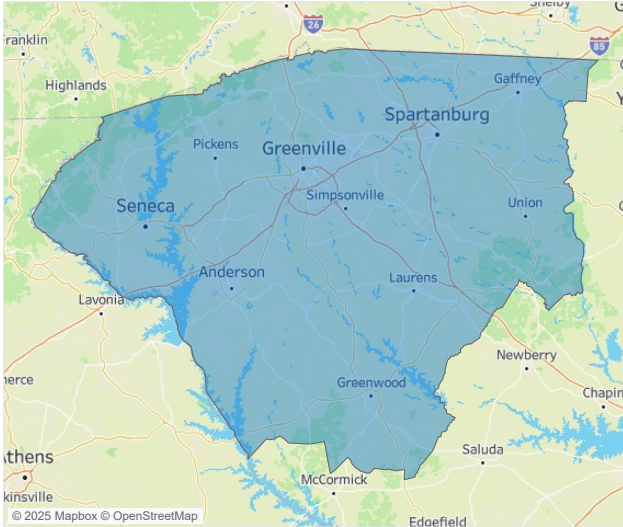 Shelby
26
85
Franklin
Highlands
Gaffney
Spartanburg
Pickens
Greenville
Simpsonville
Seneca
Union
Anderson
Laurens
Lavonia
Newberry
Greenwood
merce
Chapin
Athens
Saluda
McCormick
kinsville
© 2025 Mapbox © OpenStreetMap
Edgefield